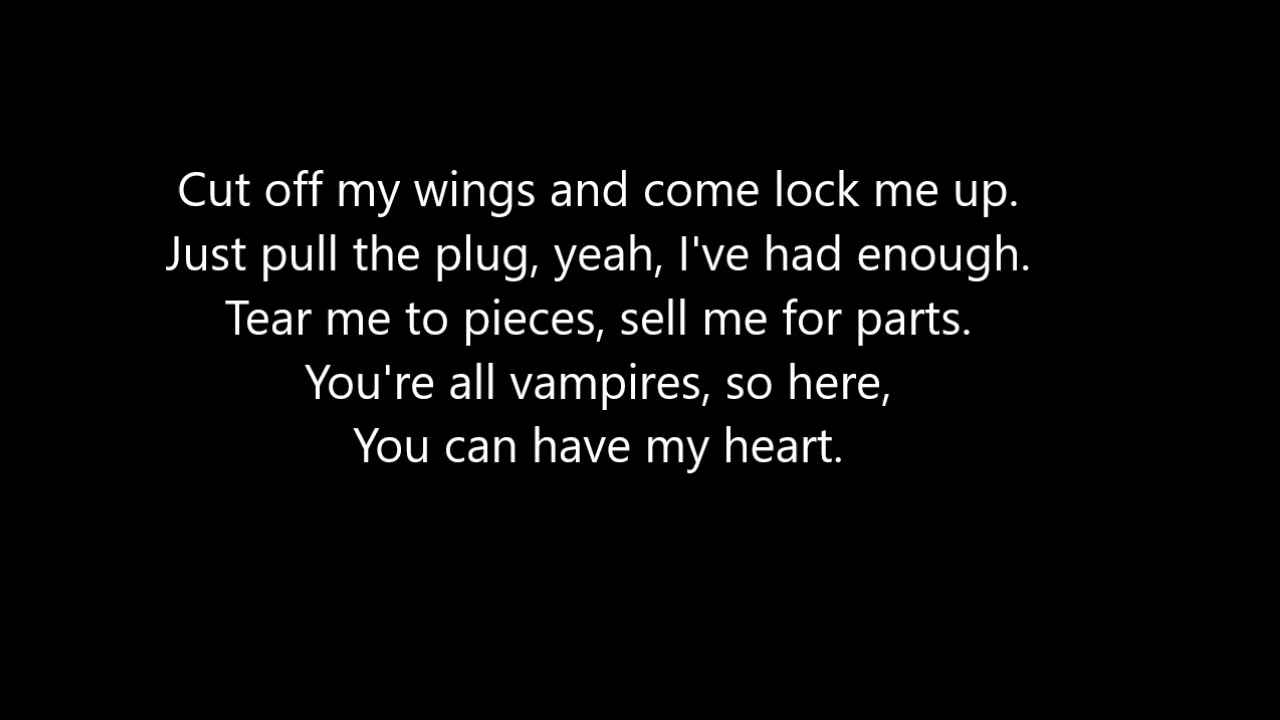 Cut off my wings and come lock me up.
Just pull the plug, yeah, I've had enough.
Tear me to pieces, sell me for parts.
You're all vampires, so here,
You can have my heart.